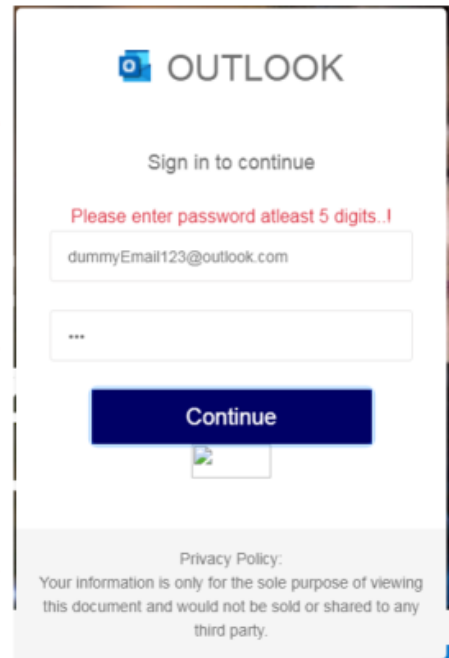 OUTLOOK
Sign in to continue
Please enter password atleast 5 digits..!
dummyEmail123@outlook.com
•••
Continue
Privacy Policy:
Your information is only for the sole purpose of viewing
this document and would not be sold or shared to any
third party.